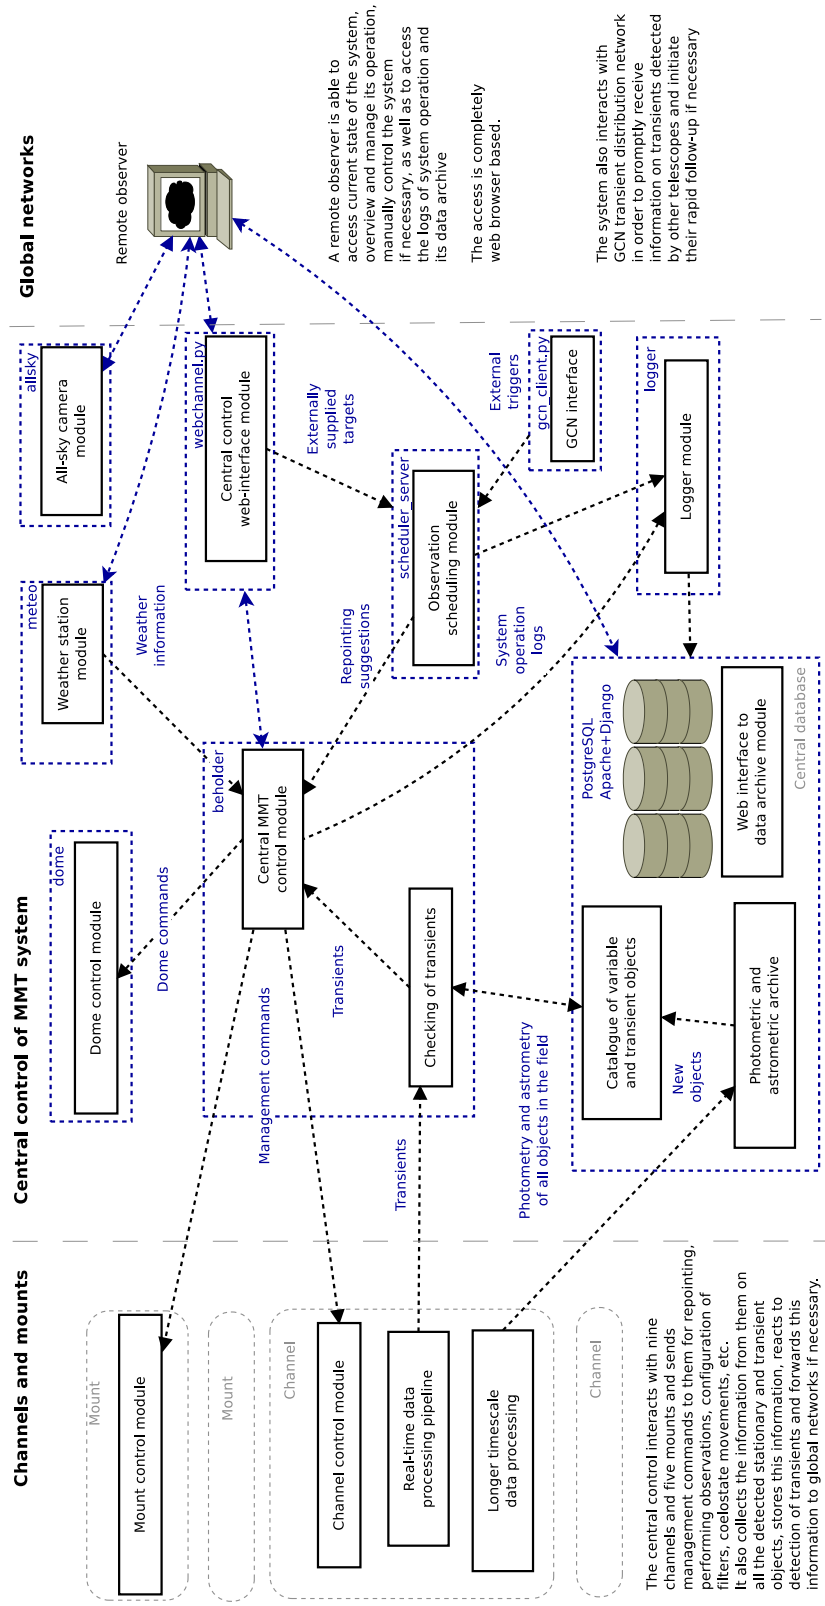 Channels and mounts
Mount
Mount control module
Mount
Channel
Channel control module
Real-time data
processing pipeline
Longer timescale
data processing
Channel
The central control interacts with nine
channels and five mounts and sends
management commands to them for repointing,
performing observations, configuration of
filters, coelostate movements, etc.
It also collects the information from them on
all the detected stationary and transient
objects, stores this information, reacts to
detection of transients and forwards this
information to global networks if necessary.
Central control of MMT system
dome
Dome control module
Dome commands
Management commands
Transients
Transients
Checking of transients
beholder
Central MMT
control module
Photometry and astrometry
of all objects in the field
Catalogue of variable
and transient objects
New
objects
Photometric and
astrometric archive
PostgreSQL
Apache+Django
Web interface to
data archive module
Central database
meteo
Weather station
module
Weather
information
allsky
All-sky camera
module
webchannel.py
Central control
web-interface module
Externally
supplied
targets
Repointing
suggestions
scheduler_server
Observation
scheduling module
System
operation
logs
External
triggers
gcn_client.py
GCN interface
logger
Logger module
Global networks
Remote observer
A remote observer is able to
access current state of the system,
overview and manage its operation,
manually control the system
if necessary, as well as to access
the logs of system operation and
its data archive
The access is completely
web browser based.
The system also interacts with
GCN transient distribution network
in order to promptly receive
information on transients detected
by other telescopes and initiate
their rapid follow-up if necessary